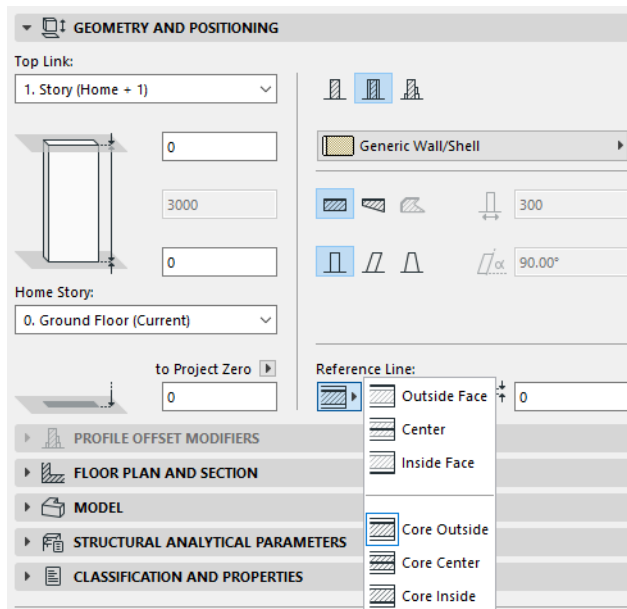 GEOMETRY AND POSITIONING
Top Link:
1. Story (Home + 1)
0
3000
0
Home Story:
0. Ground Floor (Current)
to Project Zero
0
Generic Wall/Shell
300
α 90.00°
Reference Line:
0
Outside Face
Center
Inside Face
Core Outside
Core Center
Core Inside
PROFILE OFFSET MODIFIERS
FLOOR PLAN AND SECTION
MODEL
STRUCTURAL ANALYTICAL PARAMETERS
CLASSIFICATION AND PROPERTIES